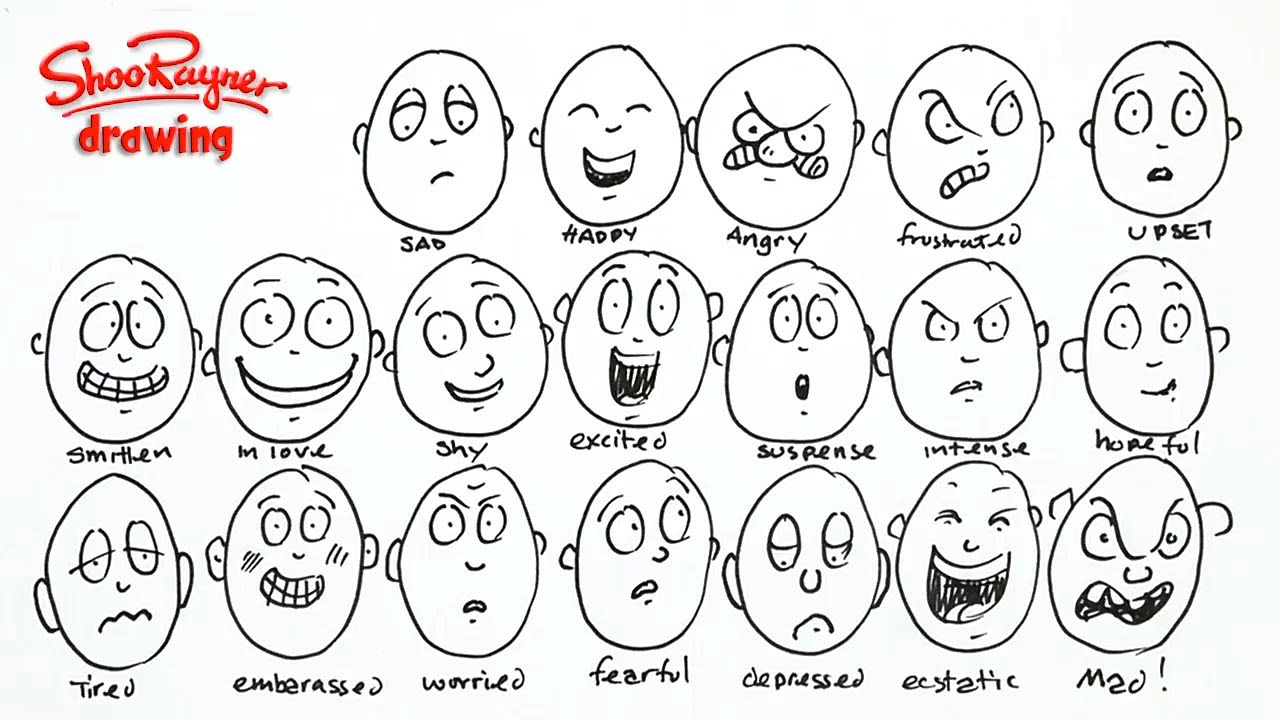 ShooRayner
drawing
SAD HAPPY Angry frustrated UPSET
Smitten in love Shy excited suspense intense hopeful
Tired embarassed worried fearful depressed ecstatic Mad!